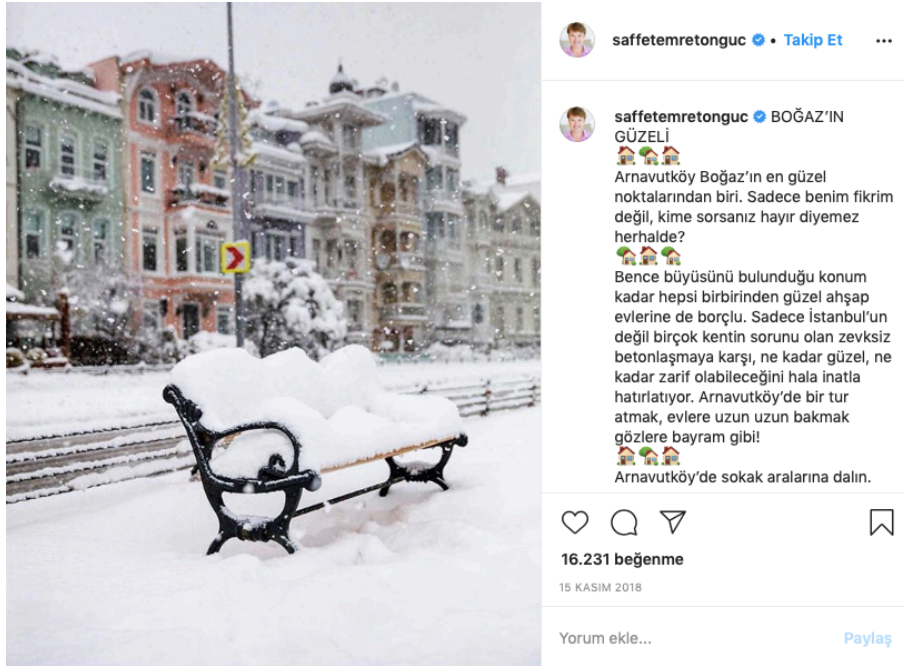 saffetemretonguc • Takip Et
saffetemretonguc BOĞAZ'IN
GÜZELİ
🏠🏡🏠
Arnavutköy Boğaz'ın en güzel
noktalarından biri. Sadece benim fikrim
değil, kime sorsanız hayır diyemez
herhalde?
🏡🏠🏡
Bence büyüsünü bulunduğu konum
kadar hepsi birbirinden güzel ahşap
evlerine de borçlu. Sadece İstanbul'un
değil birçok kentin sorunu olan zevksiz
betonlaşmaya karşı, ne kadar güzel, ne
kadar zarif olabileceğini hala inatla
hatırlatıyor. Arnavutköy'de bir tur
atmak, evlere uzun uzun bakmak
gözlere bayram gibi!
🏠🏡🏠
Arnavutköy'de sokak aralarına dalın.
16.231 beğenme
15 KASIM 2018
Yorum ekle...
Paylaş